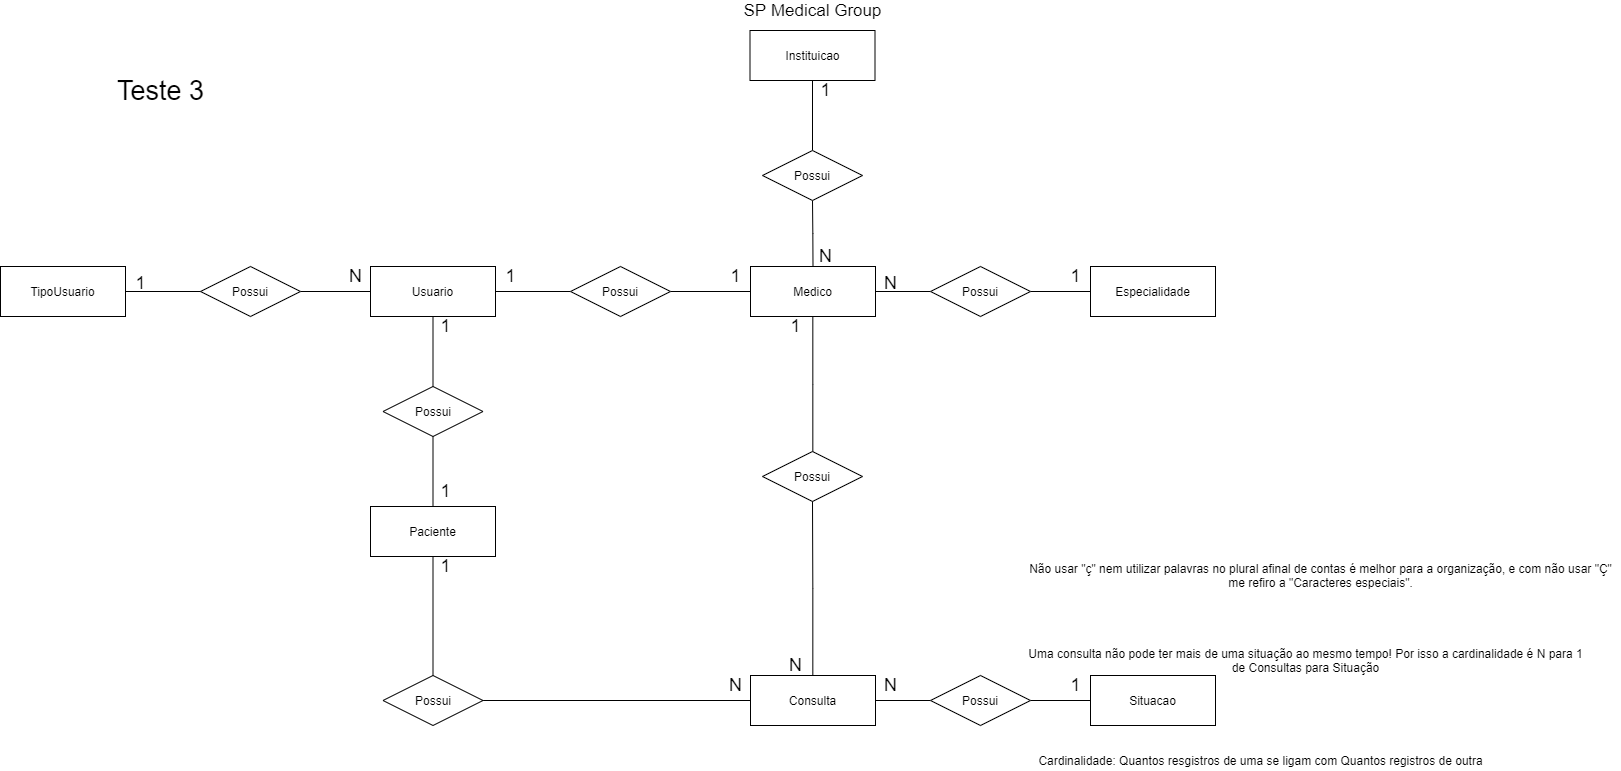 SP Medical Group
Instituicao
Teste 3
1
Possui
N
TipoUsuario
1
Possui
N
Usuario
1
Possui
1
Medico
N
Possui
1
Especialidade
1
1
Possui
Possui
1
Paciente
1
Não usar "ç" nem utilizar palavras no plural afinal de contas é melhor para a organização, e com não usar "Ç"
me refiro a "Caracteres especiais".
Uma consulta não pode ter mais de uma situação ao mesmo tempo! Por isso a cardinalidade é N para 1
de Consultas para Situação
N
Possui
N
Consulta
N
Possui
1
Situacao
Cardinalidade: Quantos resgistros de uma se ligam com Quantos registros de outra